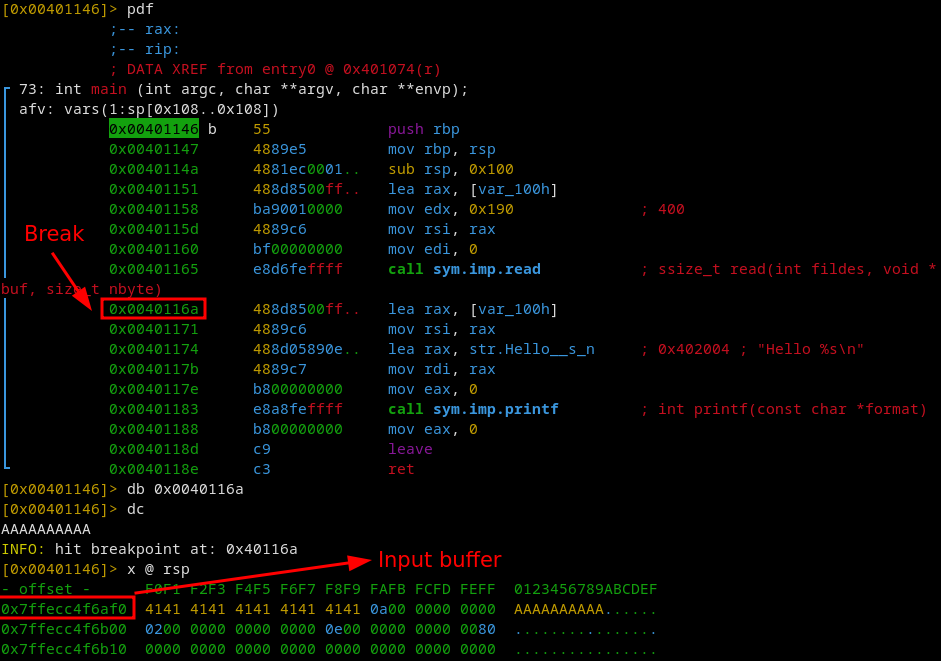 [0x00401146]> pdf
;-- rax:
;-- rip:
; DATA XREF from entry0 @ 0x401074(r)
73: int main (int argc, char **argv, char **envp);
afv: vars(1:sp[0x108..0x108])
0x00401146 b 55 push rbp
0x00401147 4889e5 mov rbp, rsp
0x0040114a 4881ec0001.. sub rsp, 0x100
0x00401151 488d8500ff.. lea rax, [var_100h]
0x00401158 ba90010000 mov edx, 0x190 ; 400
0x0040115d 4889c6 mov rsi, rax
Break
0x00401160 bf00000000 mov edi, 0
0x00401165 e8d6feffff call sym.imp.read ; ssize_t read(int fildes, void *
buf, size_t nbyte)
0x0040116a 488d8500ff.. lea rax, [var_100h]
0x00401171 4889c6 mov rsi, rax
0x00401174 488d05890e.. lea rax, str.Hello__s_n ; 0x402004 ; "Hello %s\n"
0x0040117b 4889c7 mov rdi, rax
0x0040117e b800000000 mov eax, 0
0x00401183 e8a8feffff call sym.imp.printf ; int printf(const char *format)
0x00401188 b800000000 mov eax, 0
0x0040118d c9 leave
0x0040118e c3 ret
[0x00401146]> db 0x0040116a
[0x00401146]> dc
AAAAAAAAAA
INFO: hit breakpoint at: 0x40116a
Input buffer
[0x00401146]> x @ rsp
- offset - F0F1 F2F3 F4F5 F6F7 F8F9 FAFB FCFD FEFF 0123456789ABCDEF
0x7ffecc4f6af0 4141 4141 4141 4141 4141 0a00 0000 0000 AAAAAAAAAA......
0x7ffecc4f6b00 0200 0000 0000 0000 0e00 0000 0000 0080 ................
0x7ffecc4f6b10 0000 0000 0000 0000 0000 0000 0000 0000 ................